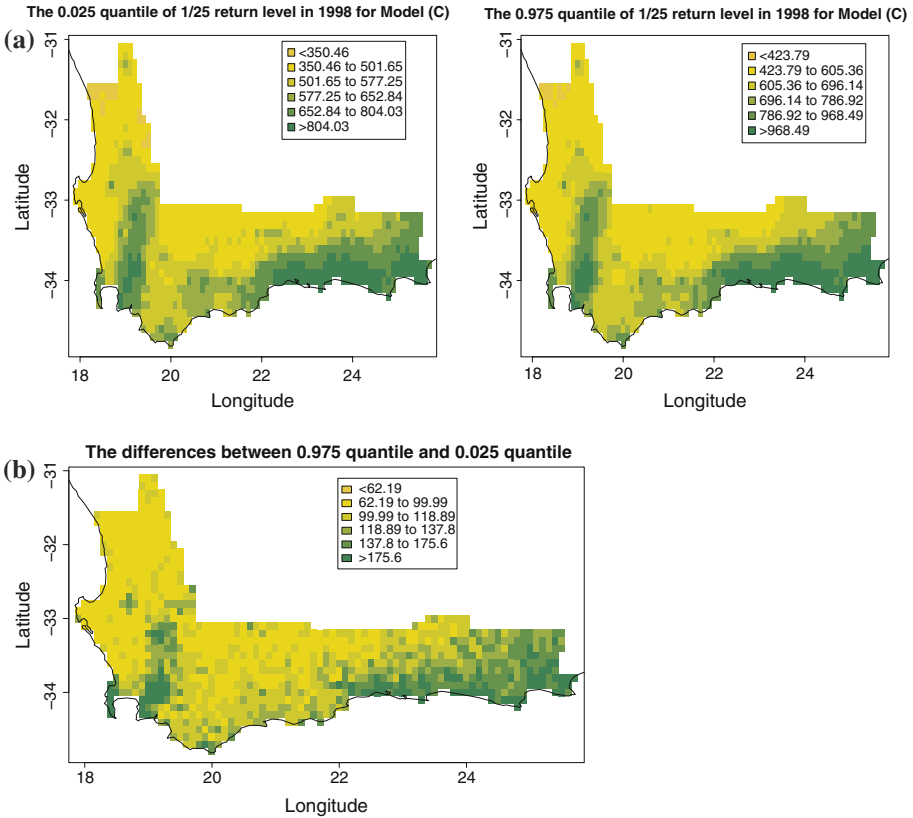 The 0.025 quantile of 1/25 return level in 1998 for Model (C)
The 0.975 quantile of 1/25 return level in 1998 for Model (C)
(a)
<350.46
350.46 to 501.65
501.65 to 577.25
577.25 to 652.84
652.84 to 804.03
>804.03
Latitude
−31
−32
−33
−34
18
20
22
24
Longitude
<423.79
423.79 to 605.36
605.36 to 696.14
696.14 to 786.92
786.92 to 968.49
>968.49
Latitude
−31
−32
−33
−34
18
20
22
24
Longitude
(b)
The differences between 0.975 quantile and 0.025 quantile
<62.19
62.19 to 99.99
99.99 to 118.89
118.89 to 137.8
137.8 to 175.6
>175.6
Latitude
−31
−32
−33
−34
18
20
22
24
Longitude